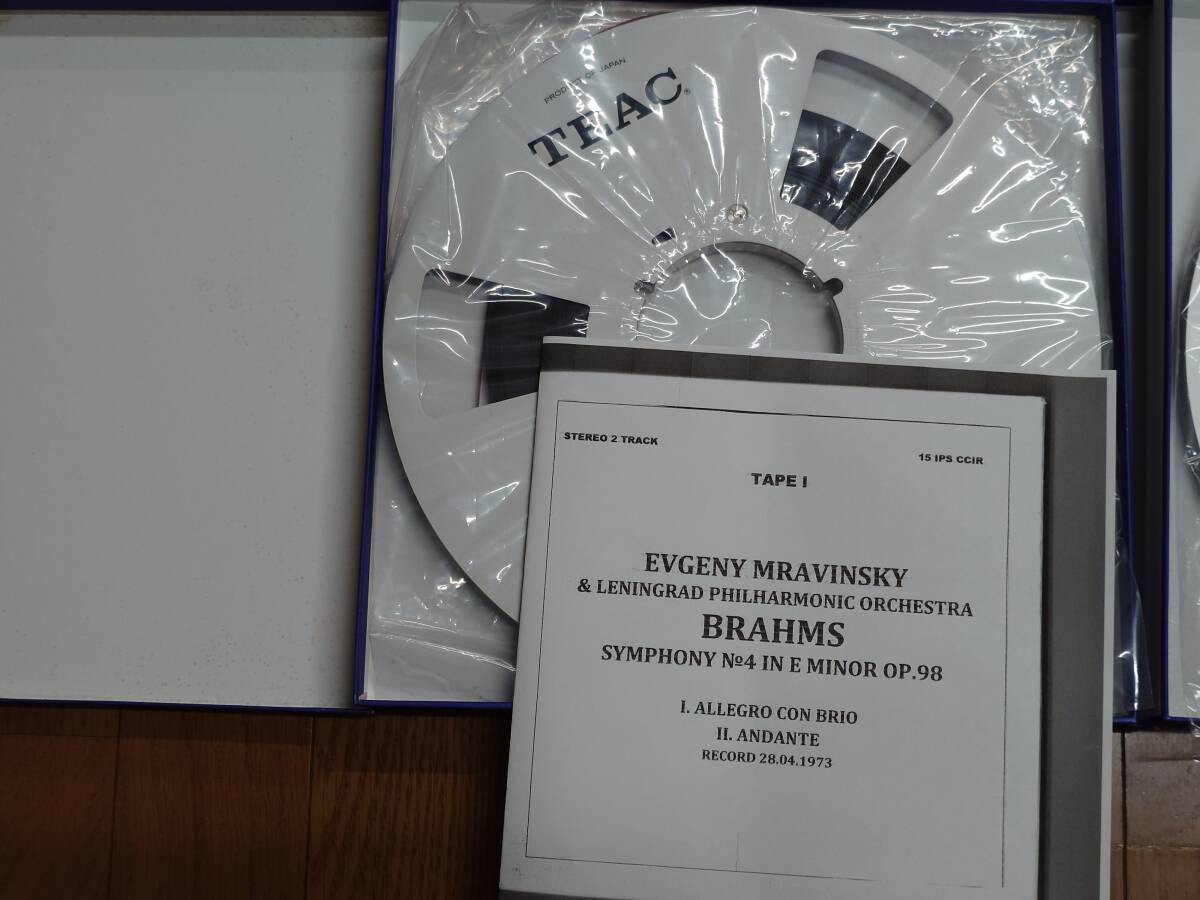 PRODUCT OF JAPAN
TEAC®
STEREO 2 TRACK
15 IPS CCIR
TAPE I
EVGENY MRAVINSKY
& LENINGRAD PHILHARMONIC ORCHESTRA
BRAHMS
SYMPHONY №4 IN E MINOR OP.98
I. ALLEGRO CON BRIO
II. ANDANTE
RECORD 28.04.1973